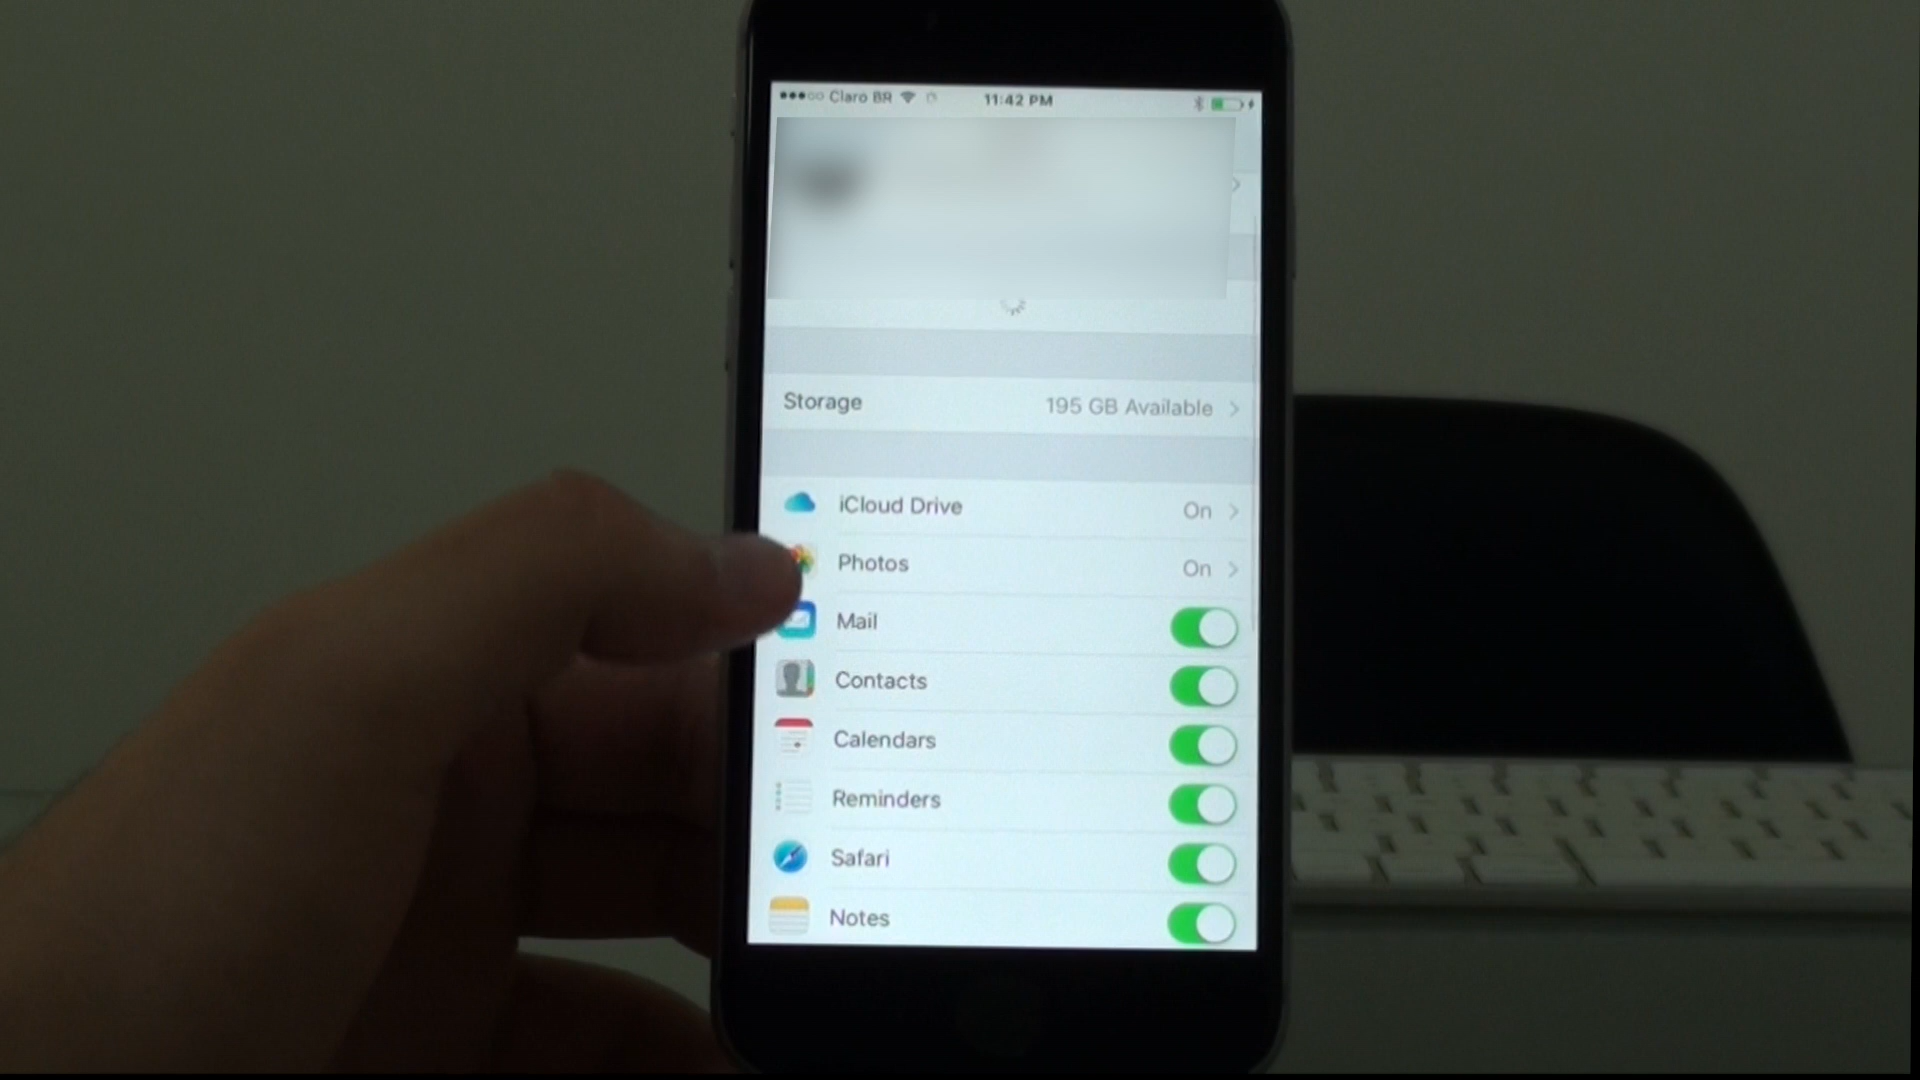 Claro BR 11:42 PM
Storage 195 GB Available
iCloud Drive On
Photos On
Mail
Contacts
Calendars
Reminders
Safari
Notes